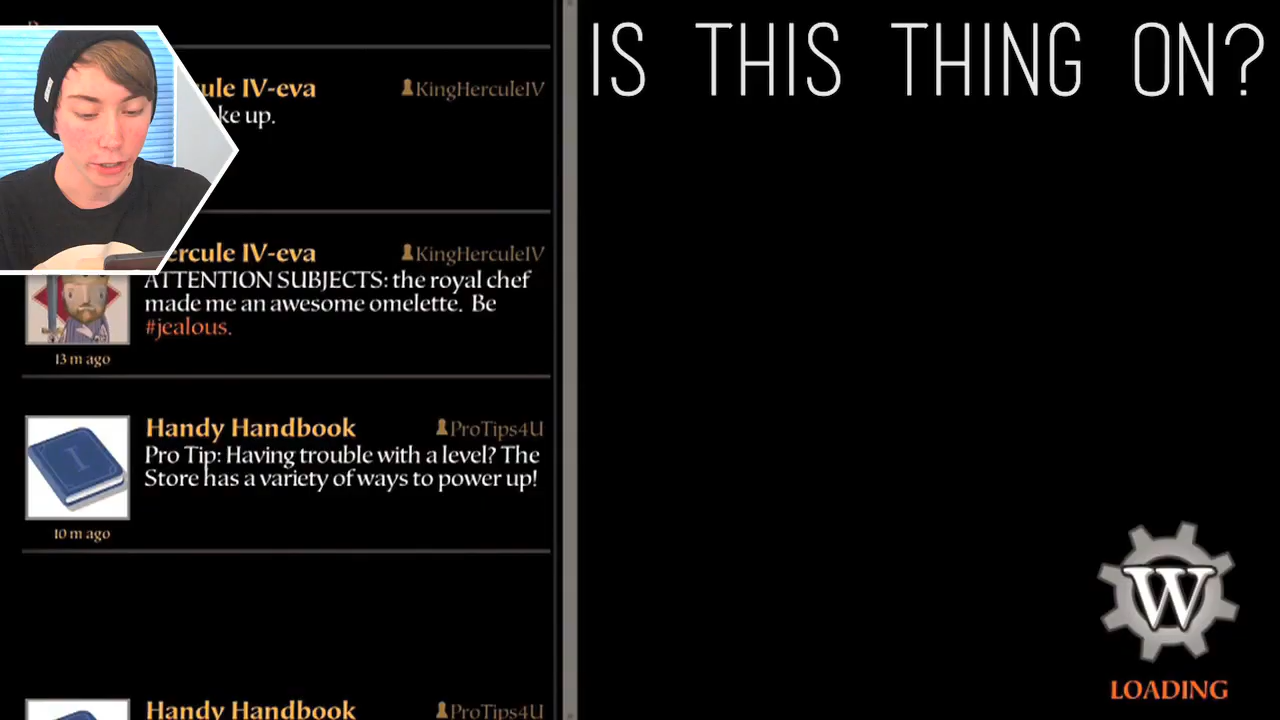 IS THIS THING ON?
ule IV-eva KingHerculeIV
ke up.
ercule IV-eva KingHerculeIV
ATTENTION SUBJECTS: the royal chef
made me an awesome omelette. Be
#jealous.
13 m ago
Handy Handbook ProTips4U
Pro Tip: Having trouble with a level? The
Store has a variety of ways to power up!
10 m ago
Handy Handbook ProTips4U
W
LOADING